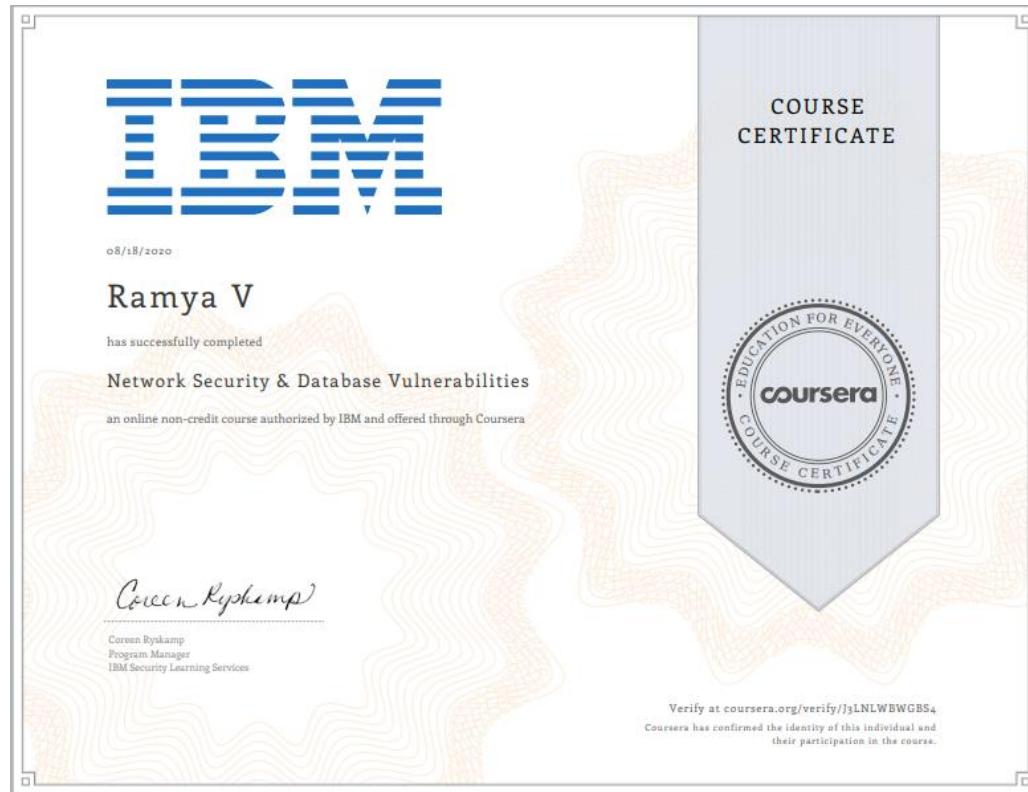 IBM
08/18/2020
Ramya V
has successfully completed
Network Security & Database Vulnerabilities
an online non-credit course authorized by IBM and offered through Coursera
Coreen Ryskamp
Coreen Ryskamp
Program Manager
IBM Security Learning Services
COURSE
CERTIFICATE
EDUCATION FOR EVERYONE
coursera
COURSE CERTIFICATE
Verify at coursera.org/verify/J3LNLWBWGBS4
Coursera has confirmed the identity of this individual and
their participation in the course.